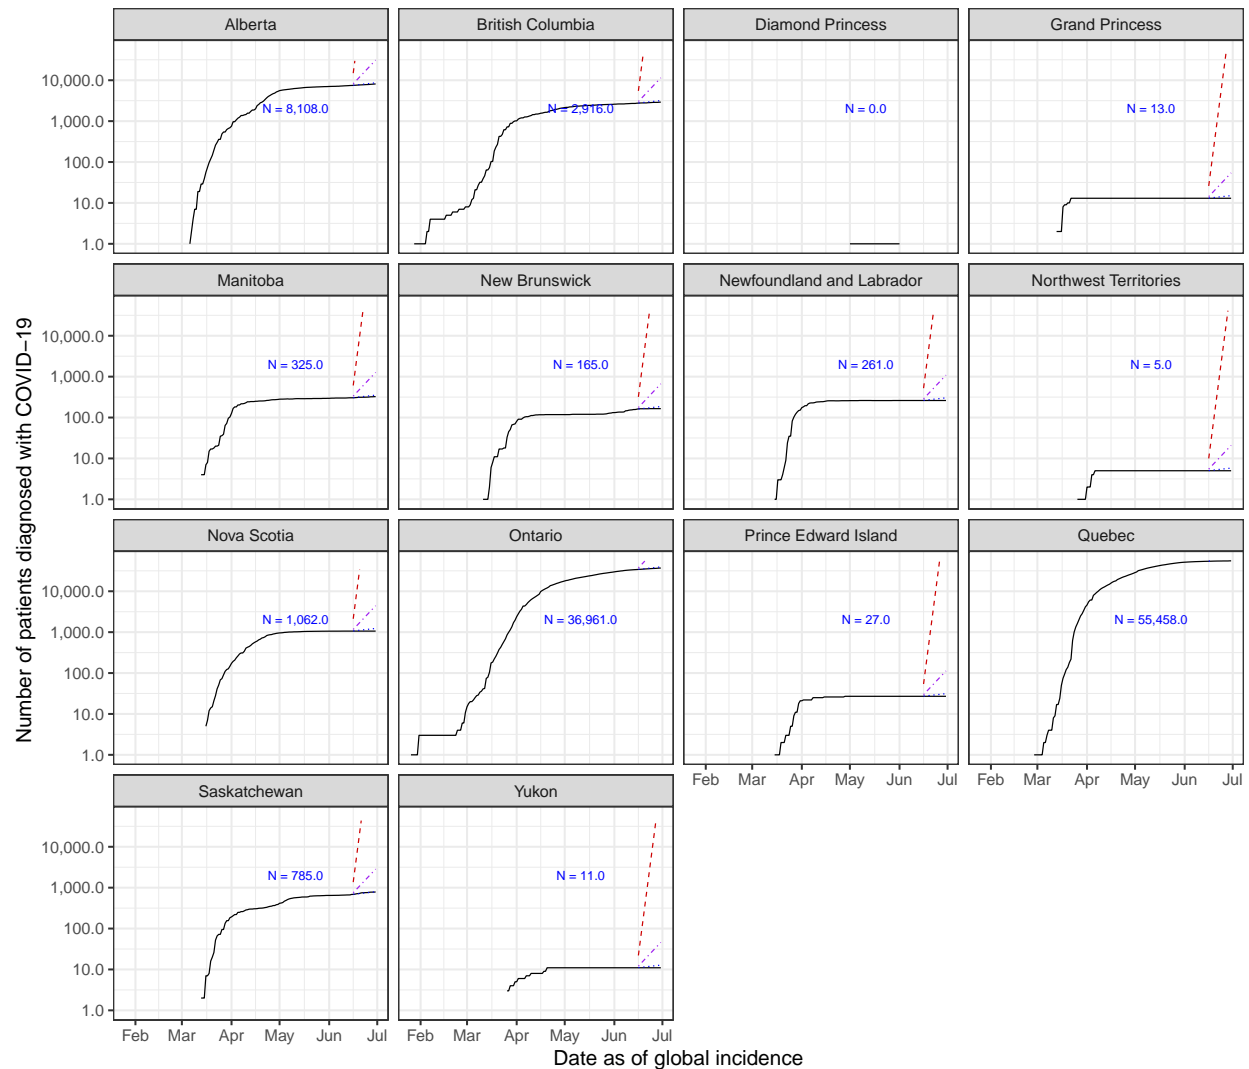 Alberta
British Columbia
Diamond Princess
Grand Princess
10,000.0
1,000.0
100.0
10.0
1.0
N = 8,108.0
N = 2,916.0
N = 0.0
N = 13.0
Manitoba
New Brunswick
Newfoundland and Labrador
Northwest Territories
10,000.0
1,000.0
100.0
10.0
1.0
N = 325.0
N = 165.0
N = 261.0
N = 5.0
Nova Scotia
Ontario
Prince Edward Island
Quebec
10,000.0
1,000.0
100.0
10.0
1.0
N = 1,062.0
N = 36,961.0
N = 27.0
N = 55,458.0
Feb Mar Apr May Jun Jul
Feb Mar Apr May Jun Jul
Saskatchewan
Yukon
10,000.0
1,000.0
100.0
10.0
1.0
N = 785.0
N = 11.0
Feb Mar Apr May Jun Jul
Feb Mar Apr May Jun Jul
Date as of global incidence
Number of patients diagnosed with COVID−19